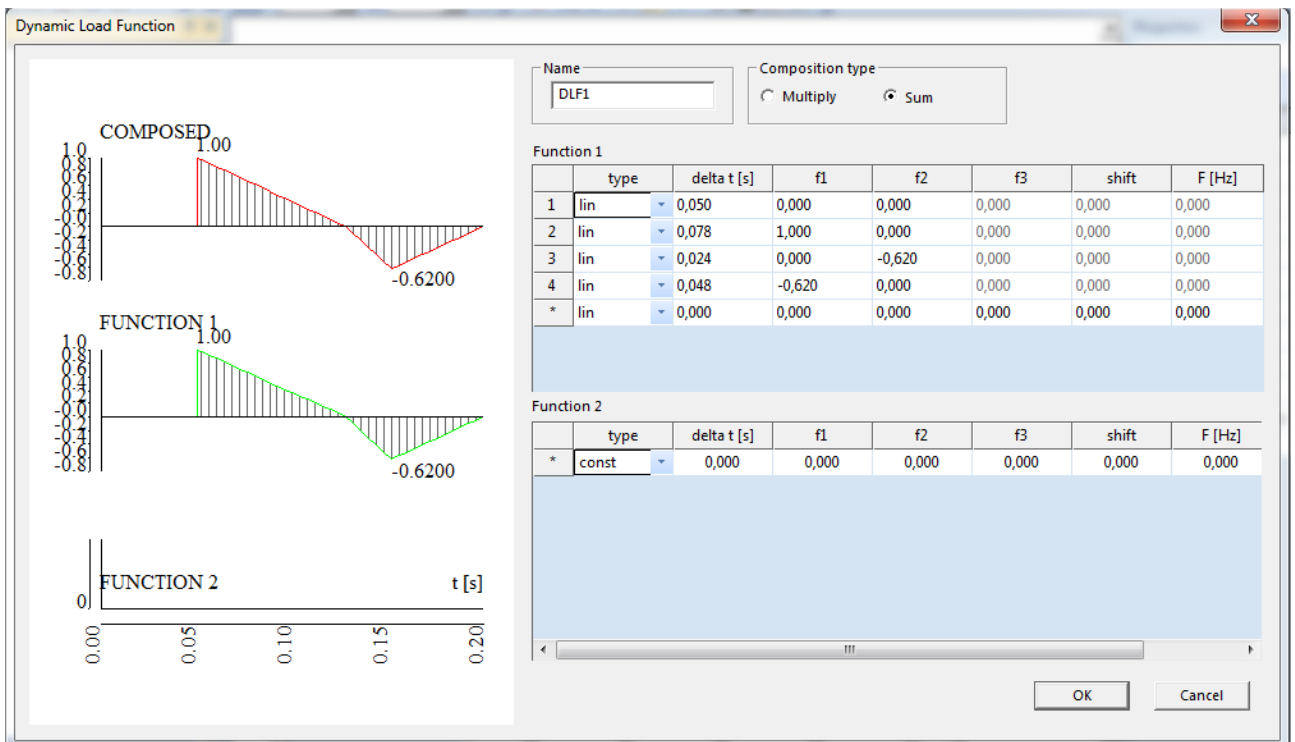 Dynamic Load Function
x
Name
DLF1
Composition type
Multiply
Sum
COMPOSED
1.00
1.0
0.8
0.6
0.4
0.2
-0.0
-0.2
-0.4
-0.6
-0.8
-0.6200
FUNCTION 1
1.00
1.0
0.8
0.6
0.4
0.2
-0.0
-0.2
-0.4
-0.6
-0.8
-0.6200
FUNCTION 2
t [s]
0
0.00 0.05 0.10 0.15 0.20
Function 1
type delta t [s] f1 f2 f3 shift F [Hz]
1 lin 0,050 0,000 0,000 0,000 0,000 0,000
2 lin 0,078 1,000 0,000 0,000 0,000 0,000
3 lin 0,024 0,000 -0,620 0,000 0,000 0,000
4 lin 0,048 -0,620 0,000 0,000 0,000 0,000
* lin 0,000 0,000 0,000 0,000 0,000 0,000
Function 2
type delta t [s] f1 f2 f3 shift F [Hz]
* const 0,000 0,000 0,000 0,000 0,000 0,000
OK
Cancel